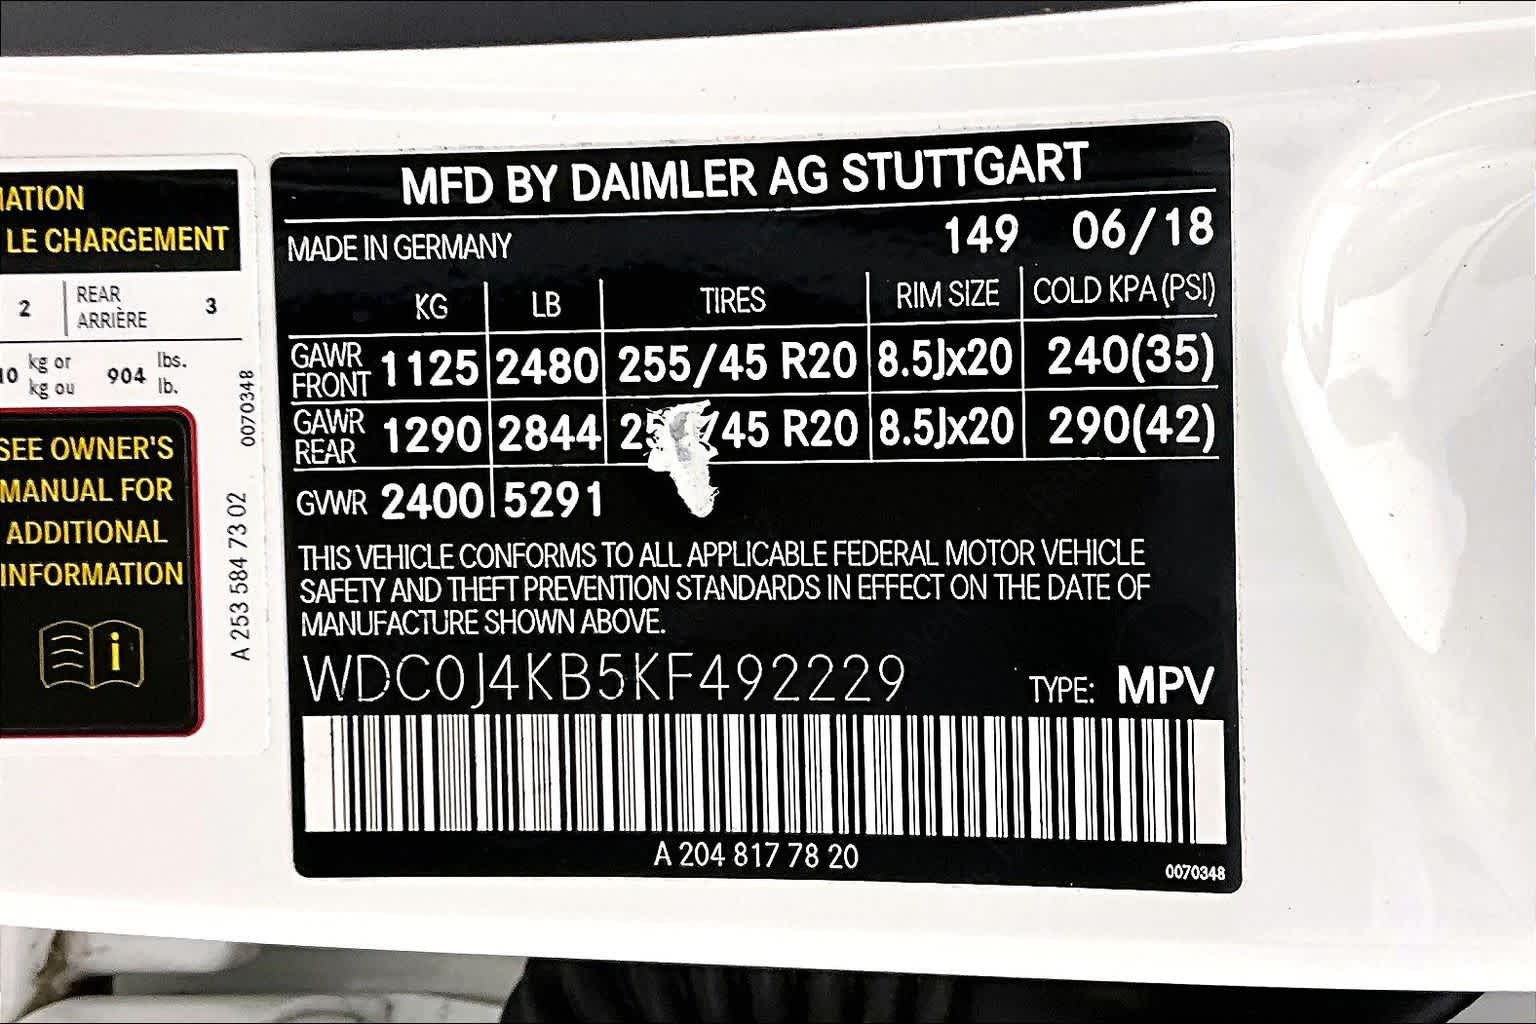 MFD BY DAIMLER AG STUTTGART
MADE IN GERMANY 149 06/18
KG LB TIRES RIM SIZE COLD KPA (PSI)
GAWR FRONT 1125 2480 255/45 R20 8.5Jx20 240(35)
GAWR REAR 1290 2844 /45 R20 8.5Jx20 290(42)
GVWR 2400 5291
THIS VEHICLE CONFORMS TO ALL APPLICABLE FEDERAL MOTOR VEHICLE
SAFETY AND THEFT PREVENTION STANDARDS IN EFFECT ON THE DATE OF
MANUFACTURE SHOWN ABOVE.
WDC0J4KB5KF492229 TYPE: MPV
A 204 817 78 20
0070348
LE CHARGEMENT
2 REAR 3
ARRIÈRE
kg or 904 lbs.
kg ou lb.
SEE OWNER'S
MANUAL FOR
ADDITIONAL
INFORMATION
i
0070348
A 253 584 73 02